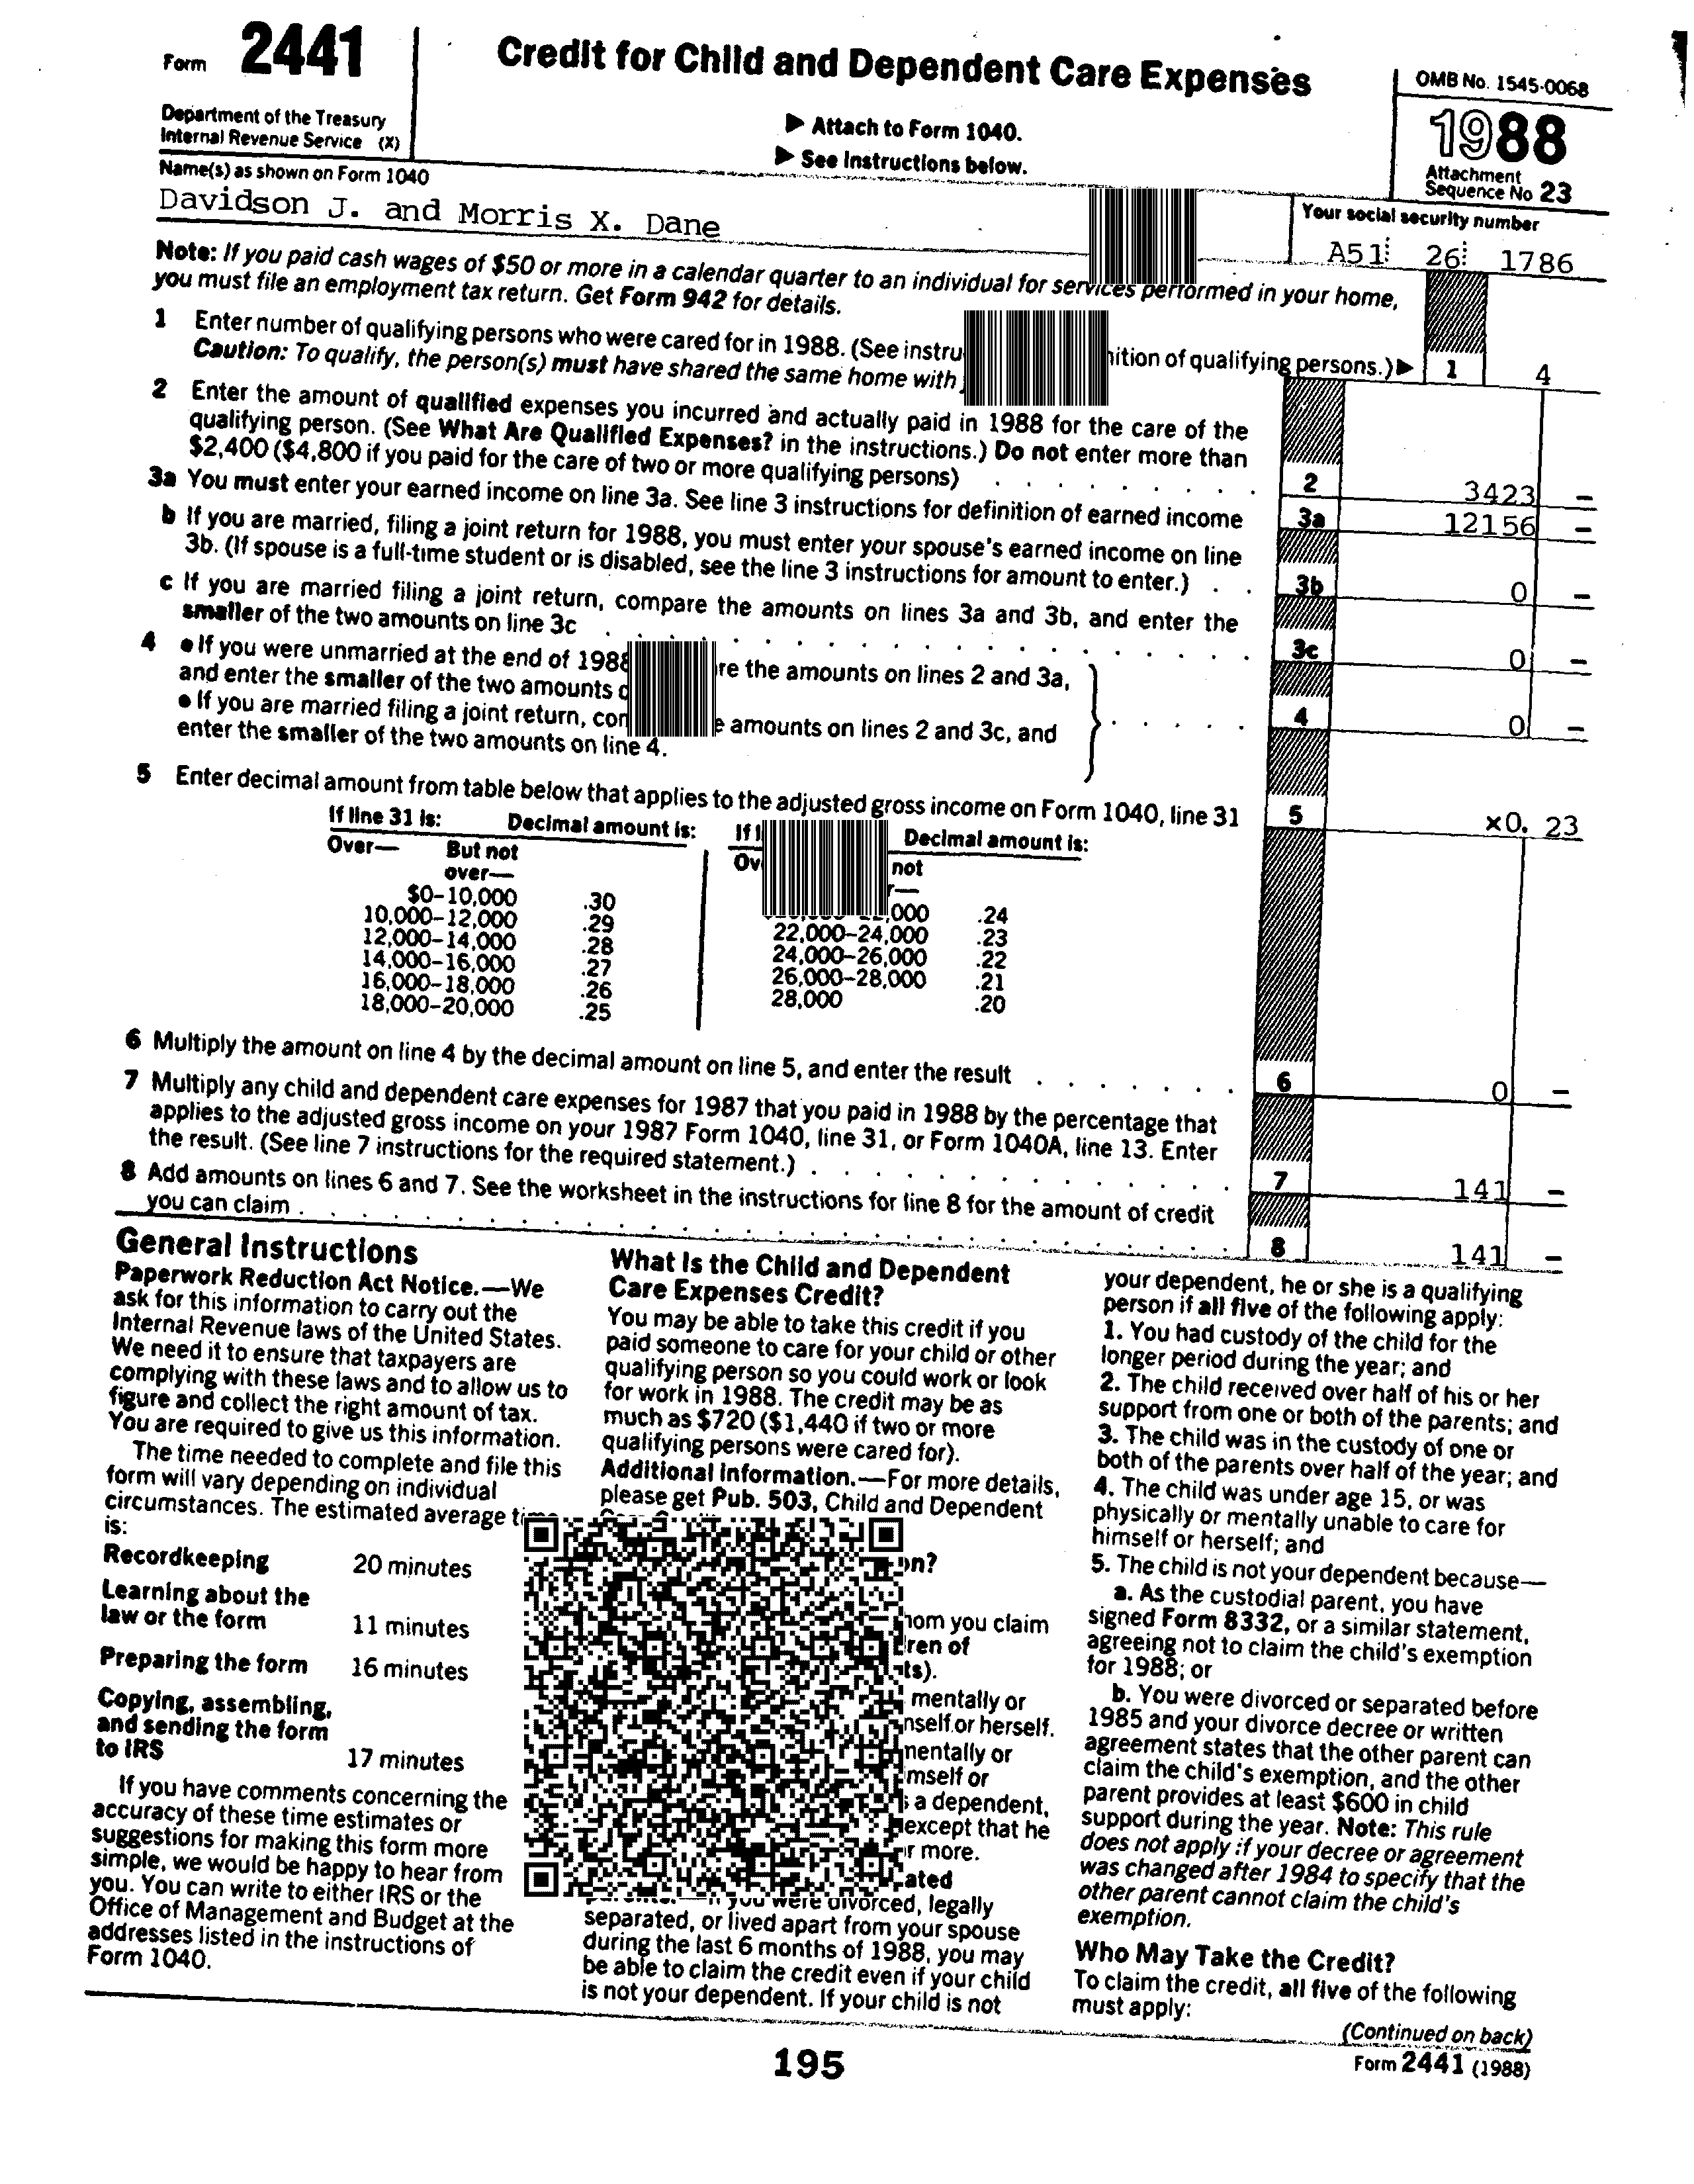 Form 2441
Credit for Child and Dependent Care Expenses
OMB No. 1545-0068
Department of the Treasury
Internal Revenue Service (X)
▶ Attach to Form 1040.
▶ See Instructions below.
1988
Attachment
Sequence No 23
Name(s) as shown on Form 1040
Davidson J. and Morris X. Dane
Your social security number
A51 26 1786
Note: If you paid cash wages of $50 or more in a calendar quarter to an individual for services performed in your home,
you must file an employment tax return. Get Form 942 for details.
1 Enter number of qualifying persons who were cared for in 1988. (See persons.) ▶ 1 4
Caution: To qualify, the person(s) must have shared the same home with
2 Enter the amount of qualified expenses you incurred and actually paid in 1988 for the care of the
qualifying person. (See What Are Qualified Expenses? in the instructions.) Do not enter more than
$2,400 ($4,800 if you paid for the care of two or more qualifying persons) 2 3423 –
3a You must enter your earned income on line 3a. See line 3 instructions for definition of earned income 3a 12156 –
b If you are married, filing a joint return for 1988, you must enter your spouse's earned income on line
3b. (If spouse is a full-time student or is disabled, see the line 3 instructions for amount to enter.) 3b 0 –
c If you are married filing a joint return, compare the amounts on lines 3a and 3b, and enter the
smaller of the two amounts on line 3c 3c 0 –
4 ● If you were unmarried at the end of 1988 the amounts on lines 2 and 3a,
and enter the smaller of the two amounts
● If you are married filing a joint return, amounts on lines 2 and 3c, and
enter the smaller of the two amounts on line 4. 4 0 –
5 Enter decimal amount from table below that applies to the adjusted gross income on Form 1040, line 31 5 x0. 23
If line 31 is: Decimal amount is: If Decimal amount is:
Over— But not not
over—
$0–10,000 .30 .24
10,000–12,000 .29 22,000–24,000 .23
12,000–14,000 .28 24,000–26,000 .22
14,000–16,000 .27 26,000–28,000 .21
16,000–18,000 .26 28,000 .20
18,000–20,000 .25
6 Multiply the amount on line 4 by the decimal amount on line 5, and enter the result 6 0 –
7 Multiply any child and dependent care expenses for 1987 that you paid in 1988 by the percentage that
applies to the adjusted gross income on your 1987 Form 1040, line 31, or Form 1040A, line 13. Enter
the result. (See line 7 instructions for the required statement.) 7 141 –
8 Add amounts on lines 6 and 7. See the worksheet in the instructions for line 8 for the amount of credit
you can claim 8 141 –
General Instructions
Paperwork Reduction Act Notice.—We
ask for this information to carry out the
Internal Revenue laws of the United States.
We need it to ensure that taxpayers are
complying with these laws and to allow us to
figure and collect the right amount of tax.
You are required to give us this information.
The time needed to complete and file this
form will vary depending on individual
circumstances. The estimated average
is:
Recordkeeping 20 minutes
Learning about the
law or the form 11 minutes
Preparing the form 16 minutes
Copying, assembling,
and sending the form
to IRS 17 minutes
If you have comments concerning the
accuracy of these time estimates or
suggestions for making this form more
simple, we would be happy to hear from
you. You can write to either IRS or the
Office of Management and Budget at the
addresses listed in the instructions of
Form 1040.
What Is the Child and Dependent
Care Expenses Credit?
You may be able to take this credit if you
paid someone to care for your child or other
qualifying person so you could work or look
for work in 1988. The credit may be as
much as $720 ($1,440 if two or more
qualifying persons were cared for).
Additional information.—For more details,
please get Pub. 503, Child and Dependent
you claim
of
mentally or
or herself.
or
or
a dependent,
except that he
more.
you were divorced, legally
separated, or lived apart from your spouse
during the last 6 months of 1988, you may
be able to claim the credit even if your child
is not your dependent. If your child is not
your dependent, he or she is a qualifying
person if all five of the following apply:
1. You had custody of the child for the
longer period during the year; and
2. The child received over half of his or her
support from one or both of the parents; and
3. The child was in the custody of one or
both of the parents over half of the year; and
4. The child was under age 15, or was
physically or mentally unable to care for
himself or herself; and
5. The child is not your dependent because—
a. As the custodial parent, you have
signed Form 8332, or a similar statement,
agreeing not to claim the child's exemption
for 1988; or
b. You were divorced or separated before
1985 and your divorce decree or written
agreement states that the other parent can
claim the child's exemption, and the other
parent provides at least $600 in child
support during the year. Note: This rule
does not apply if your decree or agreement
was changed after 1984 to specify that the
other parent cannot claim the child's
exemption.
Who May Take the Credit?
To claim the credit, all five of the following
must apply:
(Continued on back)
195
Form 2441 (1988)